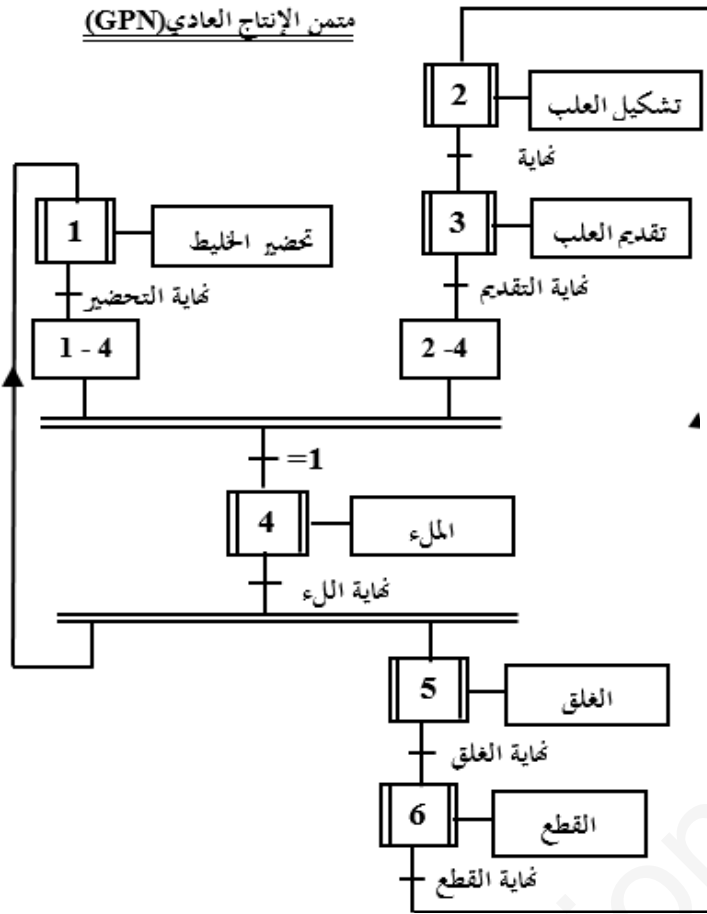 متمن الإنتاج العادي(GPN)
2
تشكيل العلب
نهاية
1
تحضير الخليط
3
تقديم العلب
نهاية التحضير
نهاية التقديم
1 - 4
2 -4
=1
4
الملء
نهاية اللء
5
الغلق
نهاية الغلق
6
القطع
نهاية القطع